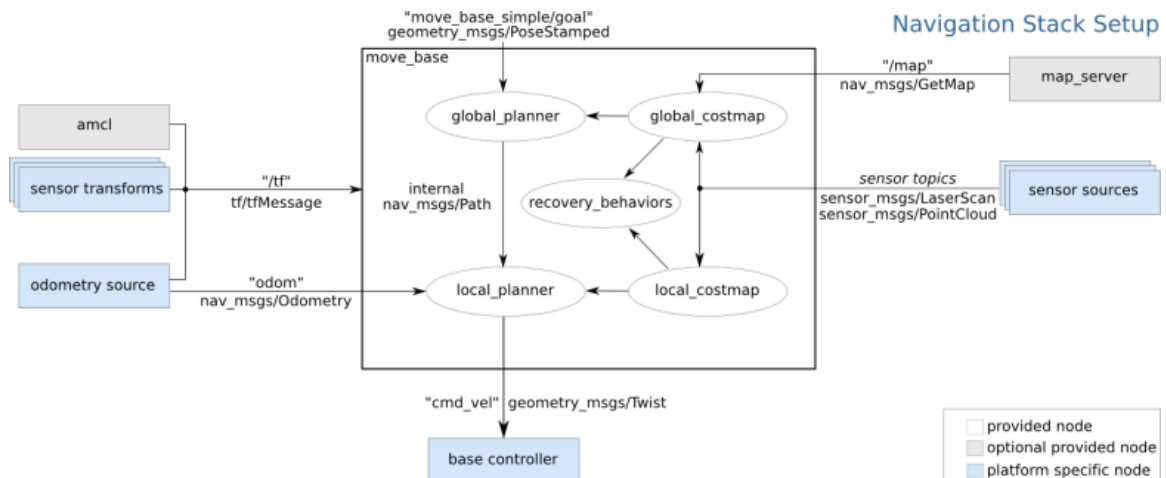 "move_base_simple/goal"
geometry_msgs/PoseStamped
Navigation Stack Setup
move_base
"/map"
nav_msgs/GetMap
map_server
amcl
global_planner
global_costmap
sensor transforms
"/tf"
tf/tfMessage
internal
nav_msgs/Path
recovery_behaviors
sensor topics
sensor_msgs/LaserScan
sensor_msgs/PointCloud
sensor sources
odometry source
"odom"
nav_msgs/Odometry
local_planner
local_costmap
"cmd_vel" geometry_msgs/Twist
base controller
provided node
optional provided node
platform specific node